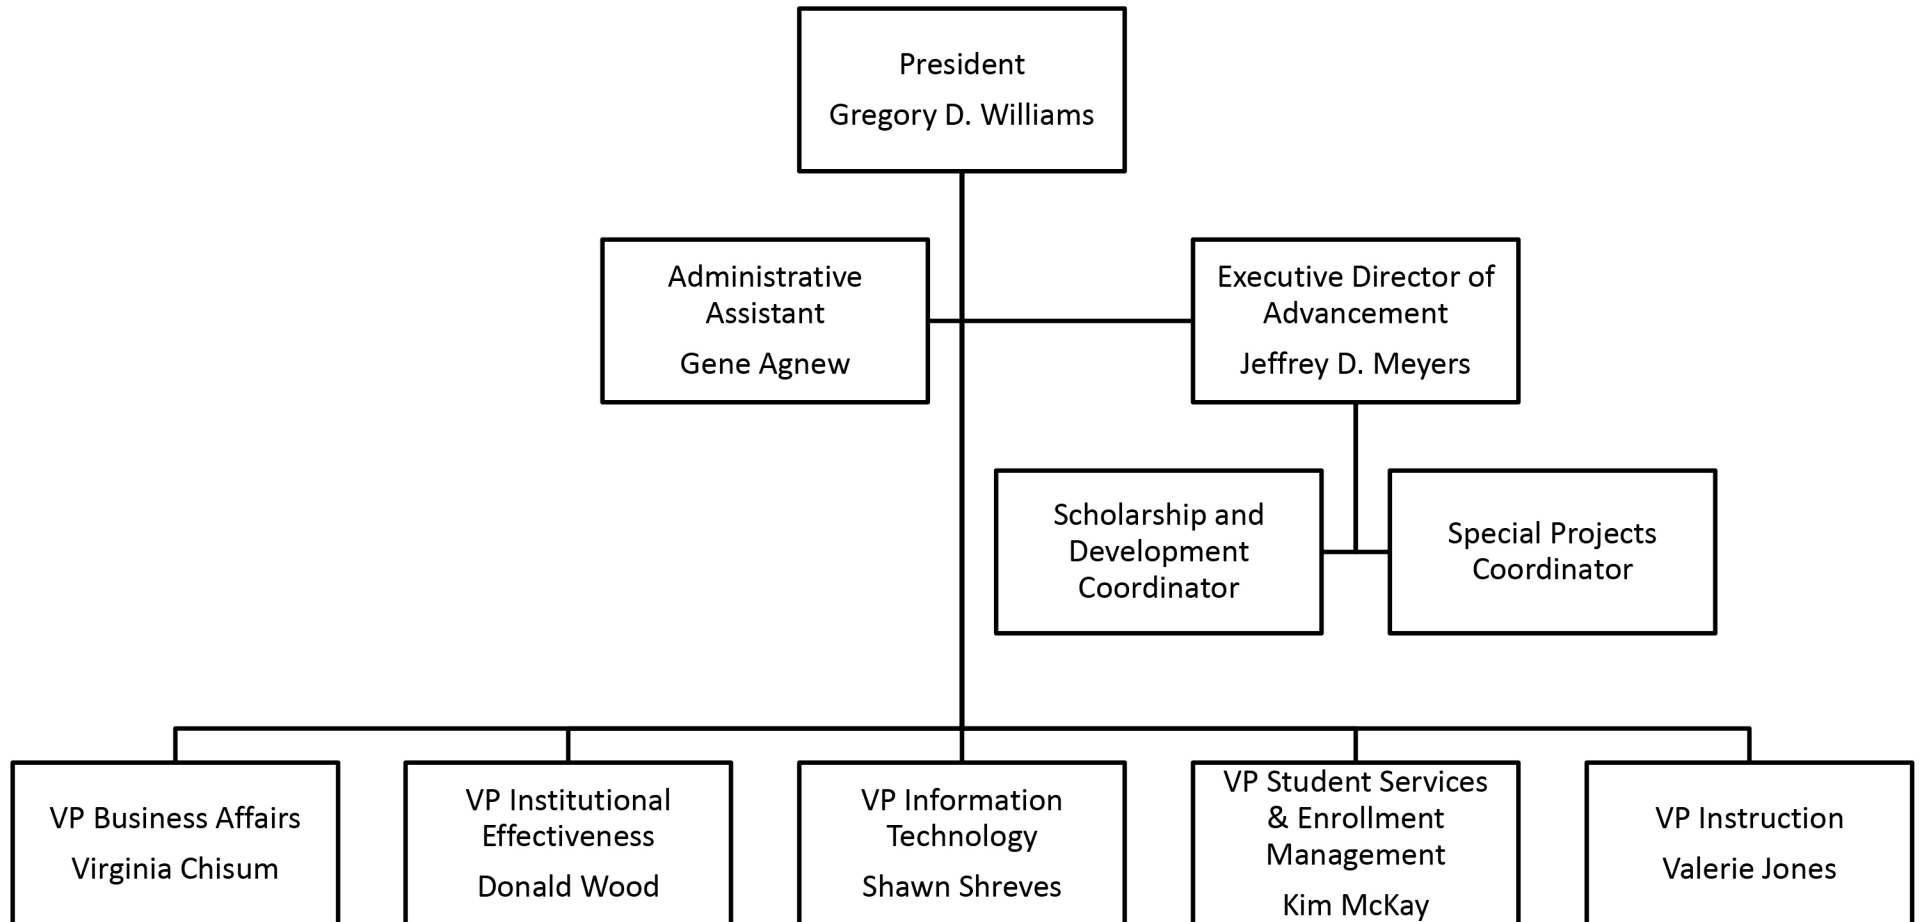 President
Gregory D. Williams
Administrative
Assistant
Gene Agnew
Executive Director of
Advancement
Jeffrey D. Meyers
Scholarship and
Development
Coordinator
Special Projects
Coordinator
VP Business Affairs
Virginia Chisum
VP Institutional
Effectiveness
Donald Wood
VP Information
Technology
Shawn Shreves
VP Student Services
& Enrollment
Management
Kim McKay
VP Instruction
Valerie Jones